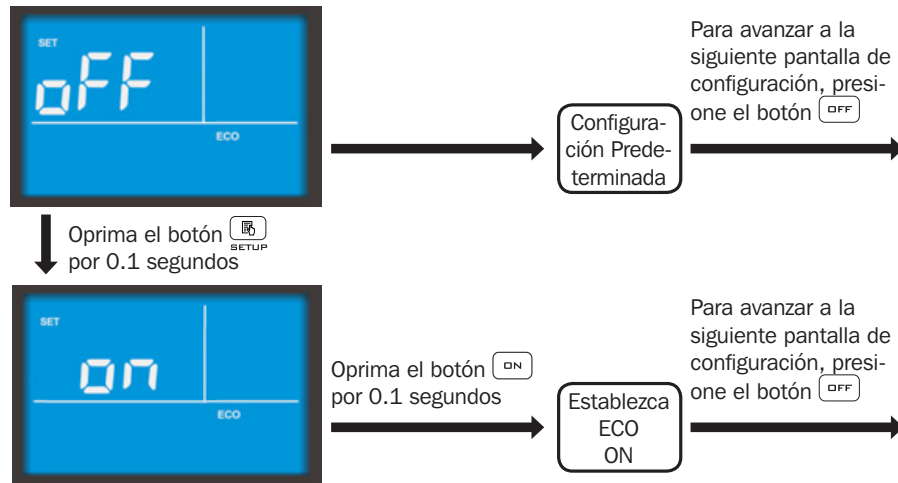 SET
oFF
ECO
Configura-
ción Prede-
terminada
Para avanzar a la
siguiente pantalla de
configuración, presi-
one el botón OFF
Oprima el botón
SETUP
por 0.1 segundos
SET
on
ECO
Oprima el botón ON
por 0.1 segundos
Establezca
ECO
ON
Para avanzar a la
siguiente pantalla de
configuración, presi-
one el botón OFF